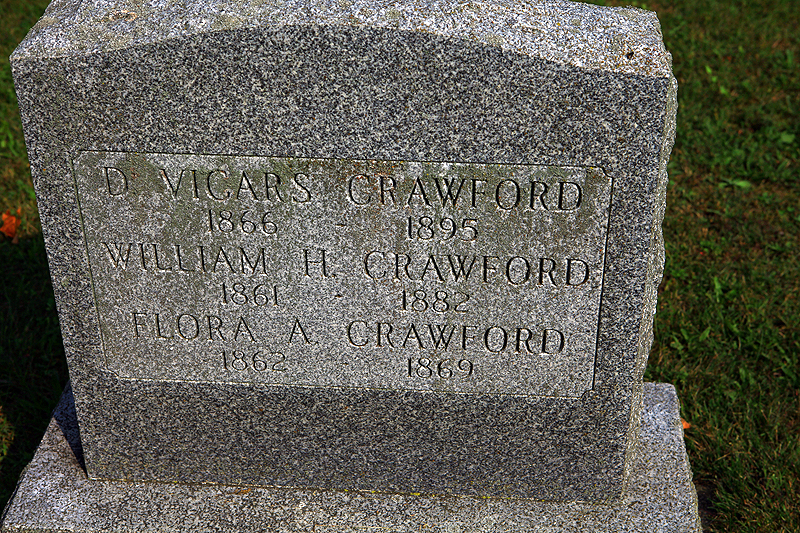 D. VICARS CRAWFORD
1866 - 1895
WILLIAM H. CRAWFORD
1861 - 1882
FLORA A. CRAWFORD
1862 1869